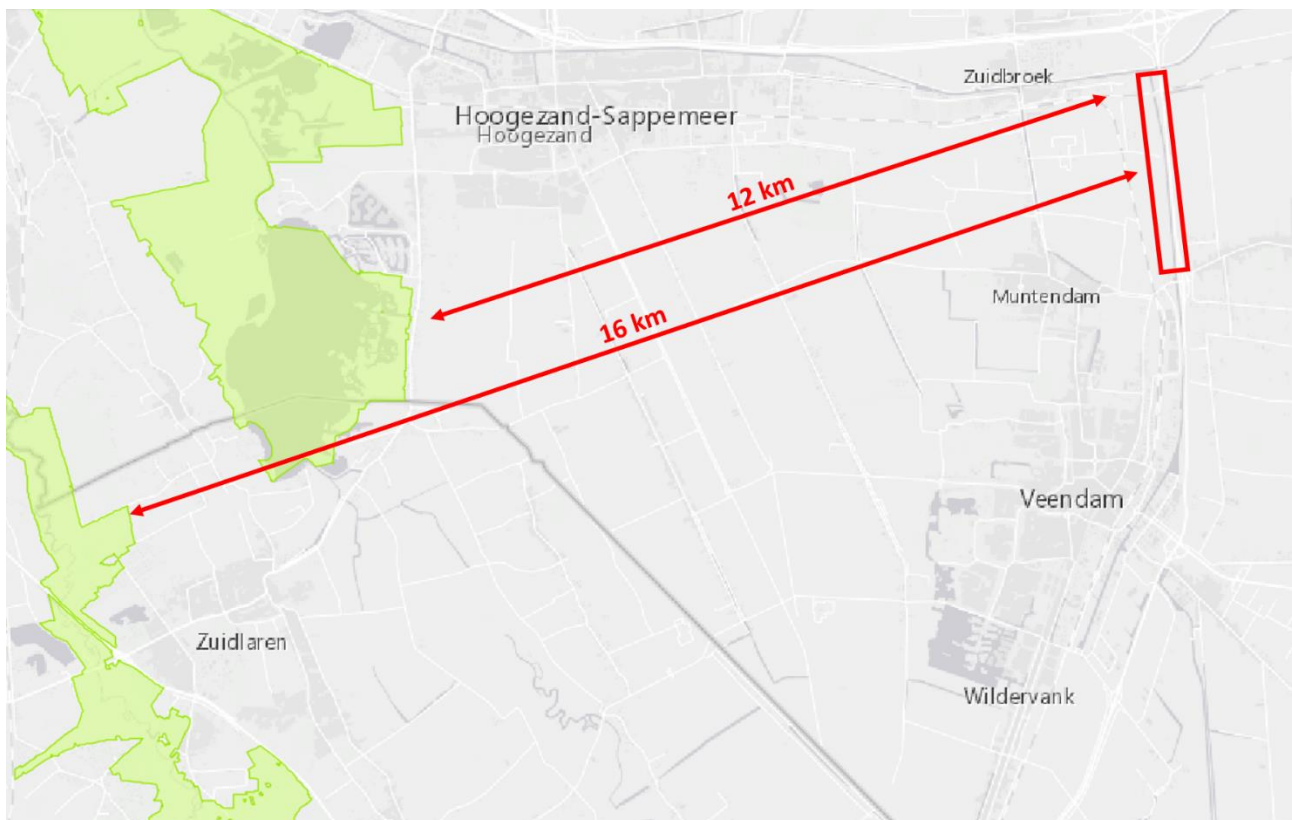 Zuidbroek
Hoogezand-Sappemeer
Hoogezand
12 km
16 km
Muntendam
Veendam
Zuidlaren
Wildervank